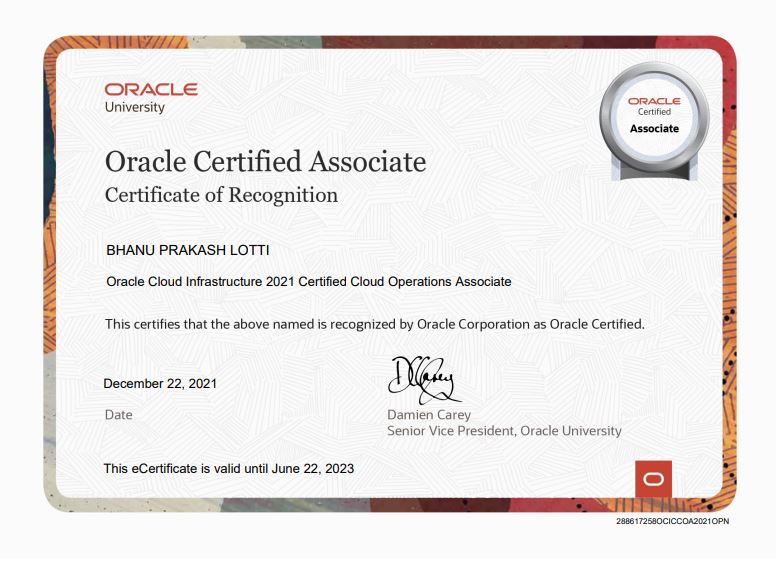 ORACLE
University
ORACLE
Certified
Associate
Oracle Certified Associate
Certificate of Recognition
BHANU PRAKASH LOTTI
Oracle Cloud Infrastructure 2021 Certified Cloud Operations Associate
This certifies that the above named is recognized by Oracle Corporation as Oracle Certified.
December 22, 2021
Date
DCarey
Damien Carey
Senior Vice President, Oracle University
This eCertificate is valid until June 22, 2023
288617258OCICCOA2021OPN